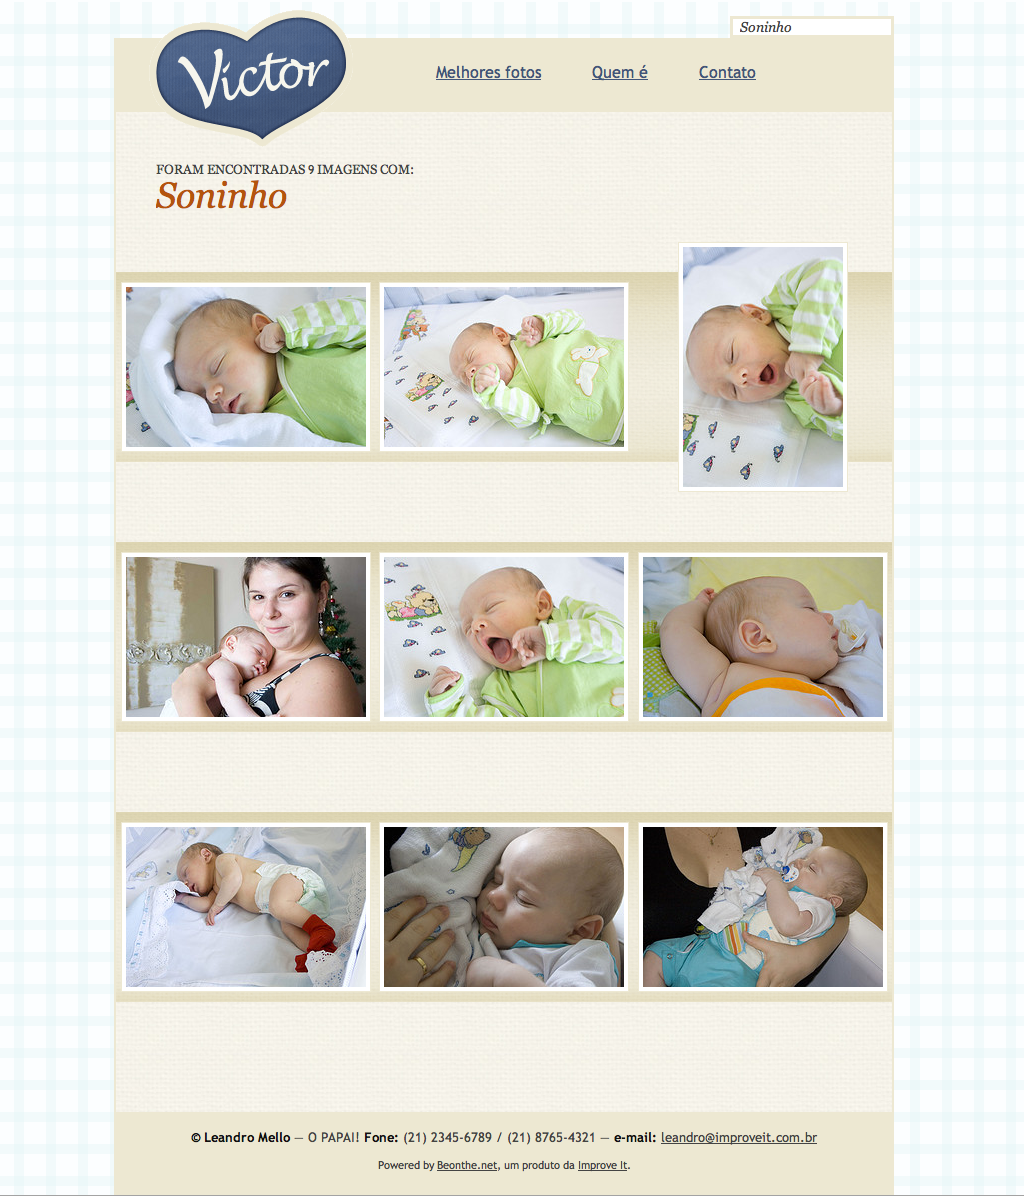 Soninho
Victor
Melhores fotos Quem é Contato
FORAM ENCONTRADAS 9 IMAGENS COM:
Soninho
© Leandro Mello — O PAPAI! Fone: (21) 2345-6789 / (21) 8765-4321 — e-mail: leandro@improveit.com.br
Powered by Beonthe.net, um produto da Improve It.